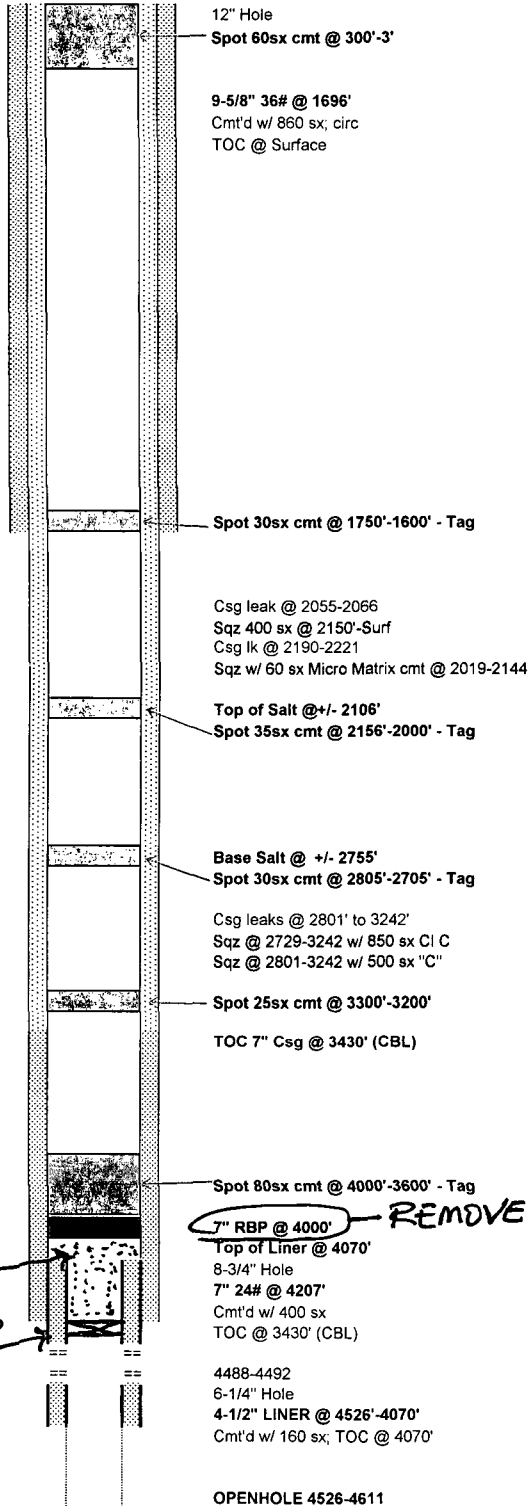 12" Hole
Spot 60sx cmt @ 300'-3'
9-5/8" 36# @ 1696'
Cmt'd w/ 860 sx; circ
TOC @ Surface
Spot 30sx cmt @ 1750'-1600' - Tag
Csg leak @ 2055-2066
Sqz 400 sx @ 2150'-Surf
Csg lk @ 2190-2221
Sqz w/ 60 sx Micro Matrix cmt @ 2019-2144
Top of Salt @+/- 2106'
Spot 35sx cmt @ 2156'-2000' - Tag
Base Salt @ +/- 2755'
Spot 30sx cmt @ 2805'-2705' - Tag
Csg leaks @ 2801' to 3242'
Sqz @ 2729-3242 w/ 850 sx Cl C
Sqz @ 2801-3242 w/ 500 sx "C"
Spot 25sx cmt @ 3300'-3200'
TOC 7" Csg @ 3430' (CBL)
Spot 80sx cmt @ 4000'-3600' - Tag
7" RBP @ 4000' REMOVE
Top of Liner @ 4070'
8-3/4" Hole
7" 24# @ 4207'
Cmt'd w/ 400 sx
TOC @ 3430' (CBL)
4488-4492
6-1/4" Hole
4-1/2" LINER @ 4526'-4070'
Cmt'd w/ 160 sx; TOC @ 4070'
OPENHOLE 4526-4611